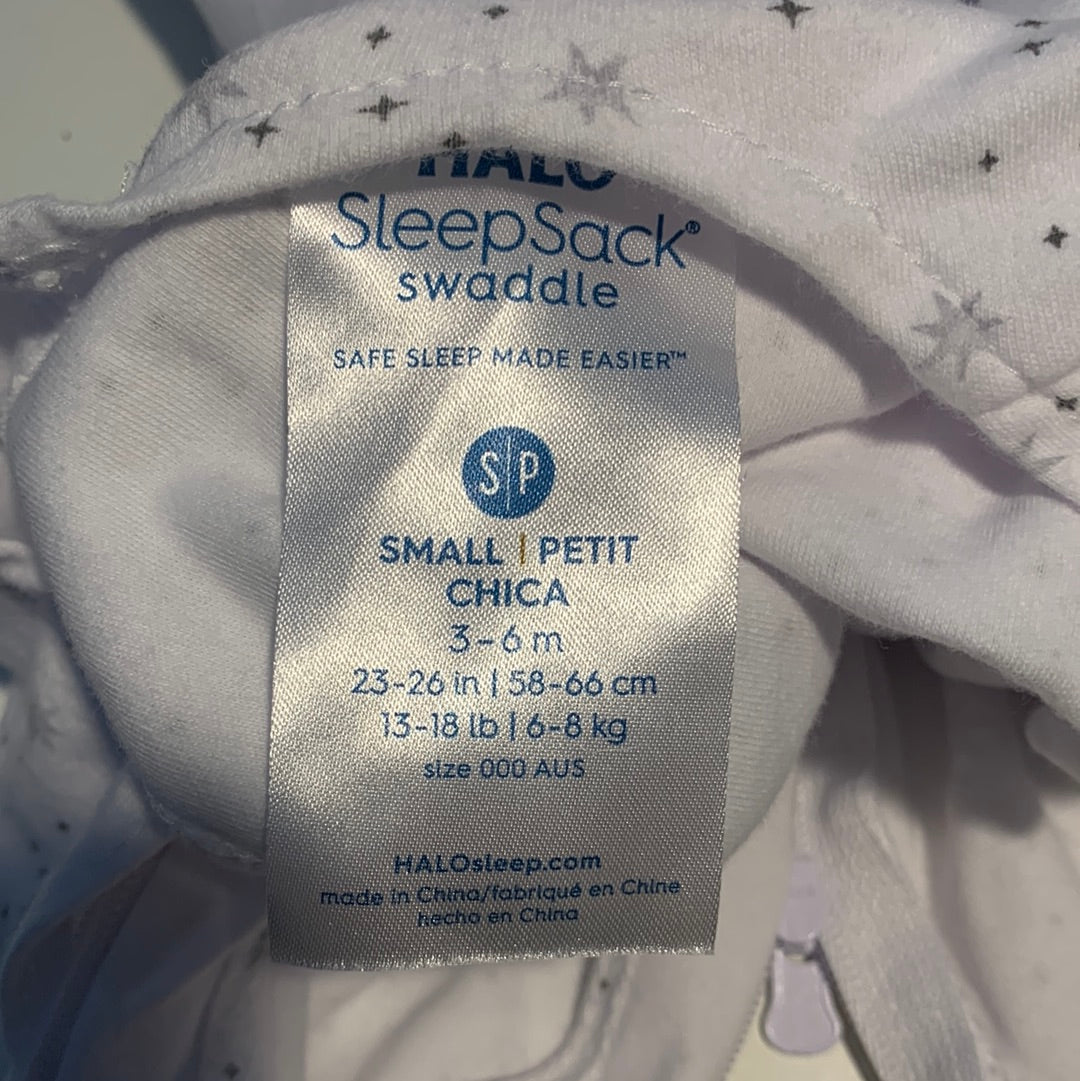 HALO
SleepSack®
swaddle
SAFE SLEEP MADE EASIER™
S|P
SMALL | PETIT
CHICA
3-6 m
23-26 in | 58-66 cm
13-18 lb | 6-8 kg
size 000 AUS
HALOsleep.com
made in China/fabriqué en Chine
hecho en China